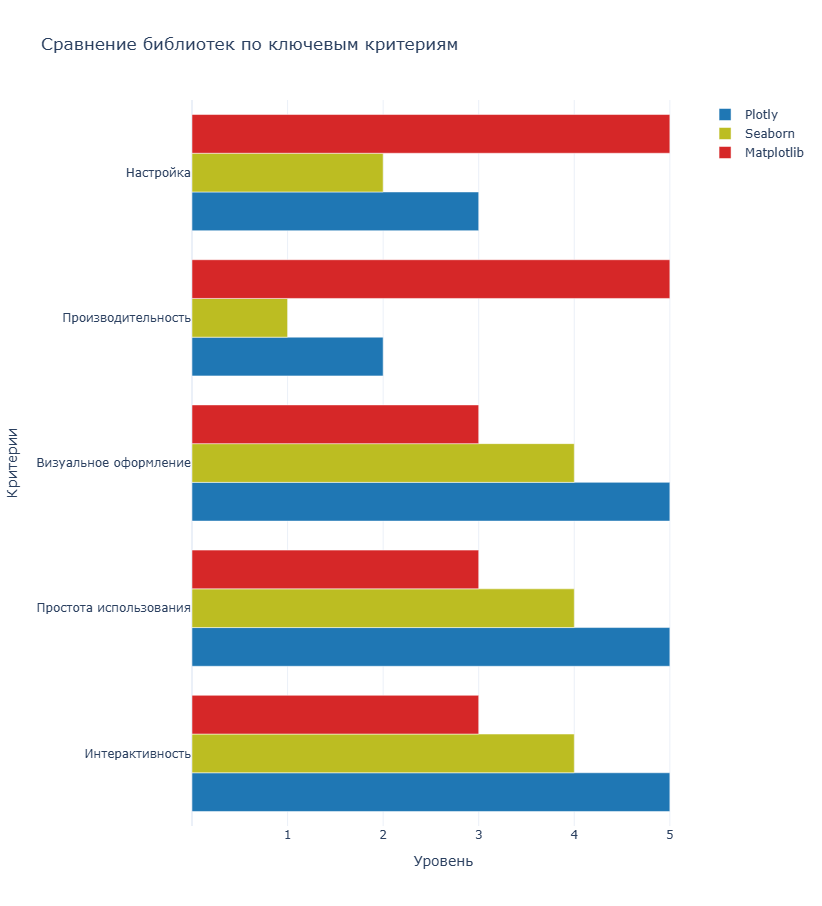 Сравнение библиотек по ключевым критериям
Plotly
Seaborn
Matplotlib
Критерии
Настройка
Производительность
Визуальное оформление
Простота использования
Интерактивность
1 2 3 4 5
Уровень